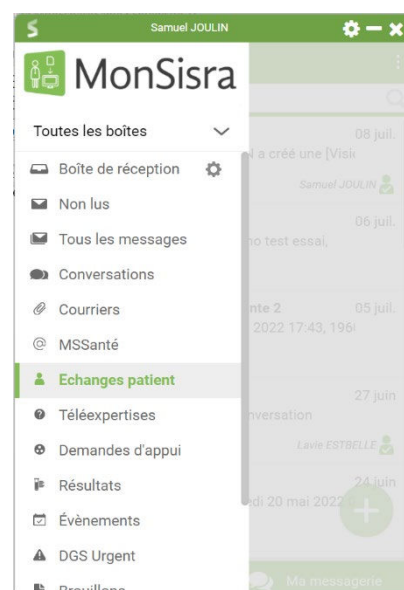 Samuel JOULIN
MonSisra
Toutes les boîtes
Boîte de réception
Non lus
Tous les messages
Conversations
Courriers
MSSanté
Echanges patient
Téléexpertises
Demandes d'appui
Résultats
Évènements
DGS Urgent
Brouillons
08 juil.
a créé une [Visi
Samuel JOULIN
06 juil.
no test essai,
nte 2 05 juil.
2022 17:43, 196
27 juin
nversation
Lavie ESTBELLE
24 juin
di 20 mai 2022
Ma messagerie